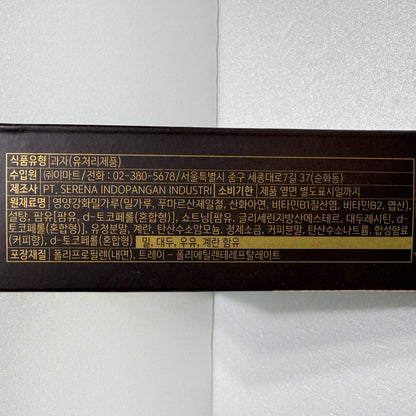 식품유형 과자(유처리제품)
수입원 ㈜이마트/전화 : 02-380-5678/서울특별시 중구 세종대로7길 37(순화동)
제조사 PT. SERENA INDOPANGAN INDUSTRI 소비기한 제품 옆면 별도표시일까지
원재료명 영양강화밀가루(밀가루, 푸마르산제일철, 산화아연, 비타민B1질산염, 비타민B2, 엽산),
설탕, 팜유[팜유, d-토코페롤(혼합형)], 쇼트닝[팜유, 글리세린지방산에스테르, 대두레시틴, d-
토코페롤(혼합형)], 유청분말, 계란, 탄산수소암모늄, 정제소금, 커피분말, 탄산수소나트륨, 합성향료
(커피향), d-토코페롤(혼합형) 밀, 대두, 우유, 계란 함유
포장재질 폴리프로필렌(내면), 트레이 - 폴리에틸렌테레프탈레이트